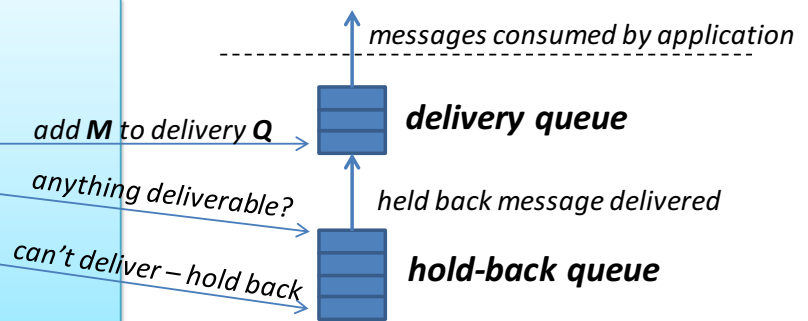 messages consumed by application
add M to delivery Q
delivery queue
anything deliverable?
held back message delivered
can't deliver – hold back
hold-back queue